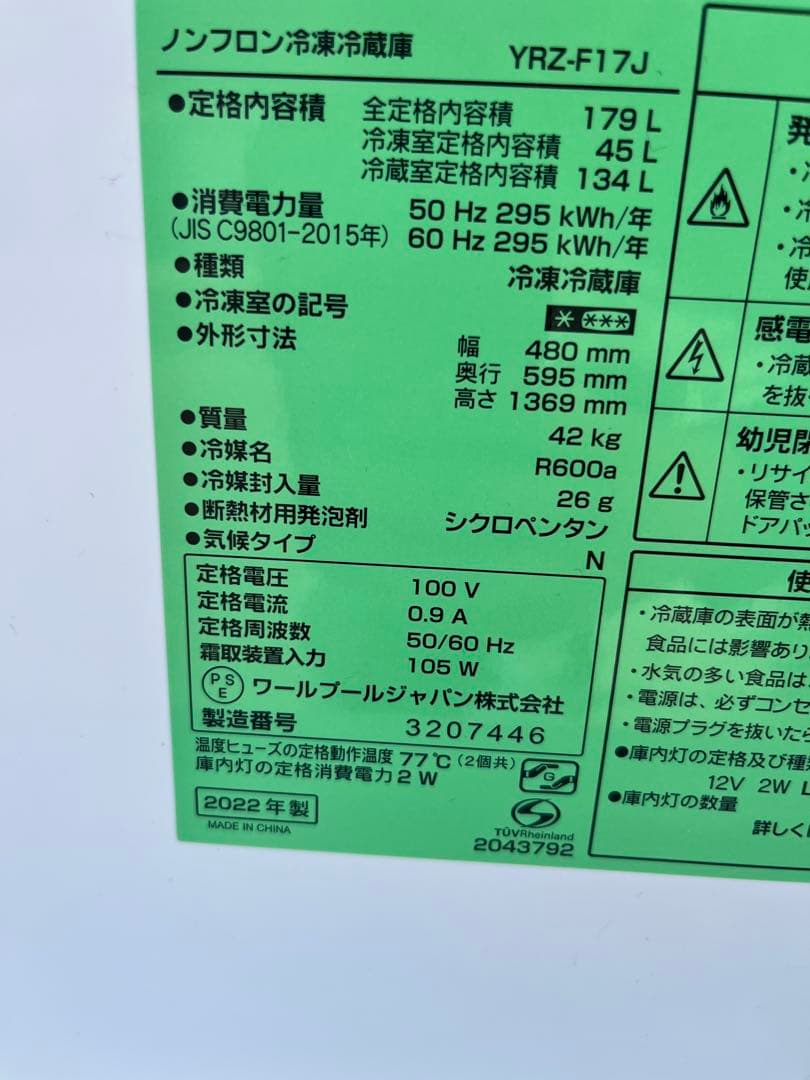 ノンフロン冷凍冷蔵庫 YRZ-F17J
●定格内容積 全定格内容積 179 L
冷凍室定格内容積 45 L
冷蔵室定格内容積 134 L
●消費電力量 50 Hz 295 kWh/年
(JIS C9801-2015年) 60 Hz 295 kWh/年
●種類 冷凍冷蔵庫
●冷凍室の記号
●外形寸法 幅 480 mm
奥行 595 mm
高さ 1369 mm
●質量 42 kg
●冷媒名 R600a
●冷媒封入量 26 g
●断熱材用発泡剤 シクロペンタン
●気候タイプ N
定格電圧 100 V
定格電流 0.9 A
定格周波数 50/60 Hz
霜取装置入力 105 W
PSE ワールプールジャパン株式会社
製造番号 3207446
温度ヒューズの定格動作温度 77℃ (2個共)
庫内灯の定格消費電力 2 W
G
2022年製
MADE IN CHINA
TÜVRheinland
2043792
発
・冷
・冷
使
感電
・冷蔵
を抜
幼児閉
・リサイ
保管さ
ドアパッ
使
・冷蔵庫の表面が熱
食品には影響あり
・水気の多い食品は
・電源は、必ずコンセ
・電源プラグを抜いたら
●庫内灯の定格及び種
12V 2W L
●庫内灯の数量
詳しく